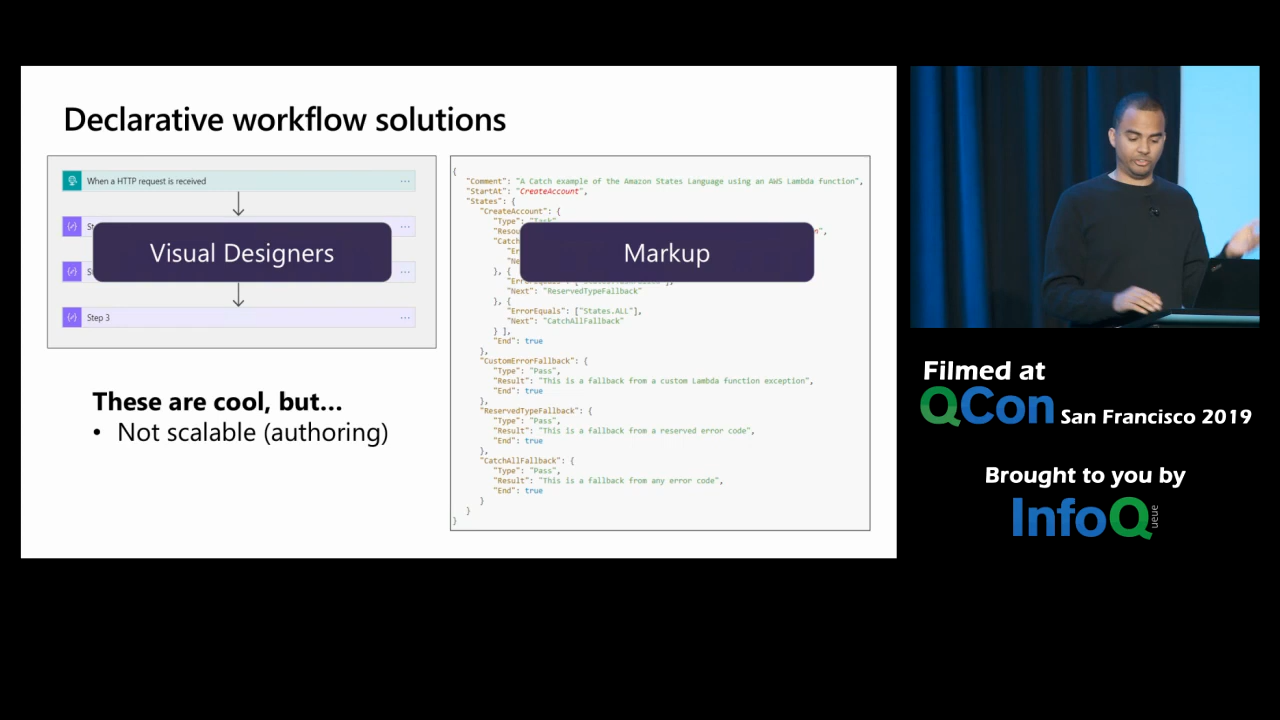 Declarative workflow solutions
When a HTTP request is received
Visual Designers
Step 3
These are cool, but…
• Not scalable (authoring)
{
"Comment": "A Catch example of the Amazon States Language using an AWS Lambda function",
"StartAt": "CreateAccount",
"States": {
"CreateAccount": {
"Type": "Task",
Markup
}, {
"Next": "ReservedTypeFallback"
}, {
"ErrorEquals": ["States.ALL"],
"Next": "CatchAllFallback"
} ],
"End": true
},
"CustomErrorFallback": {
"Type": "Pass",
"Result": "This is a fallback from a custom Lambda function exception",
"End": true
},
"ReservedTypeFallback": {
"Type": "Pass",
"Result": "This is a fallback from a reserved error code",
"End": true
},
"CatchAllFallback": {
"Type": "Pass",
"Result": "This is a fallback from any error code",
"End": true
}
}
}
Filmed at
QCon San Francisco 2019
Brought to you by
InfoQueue